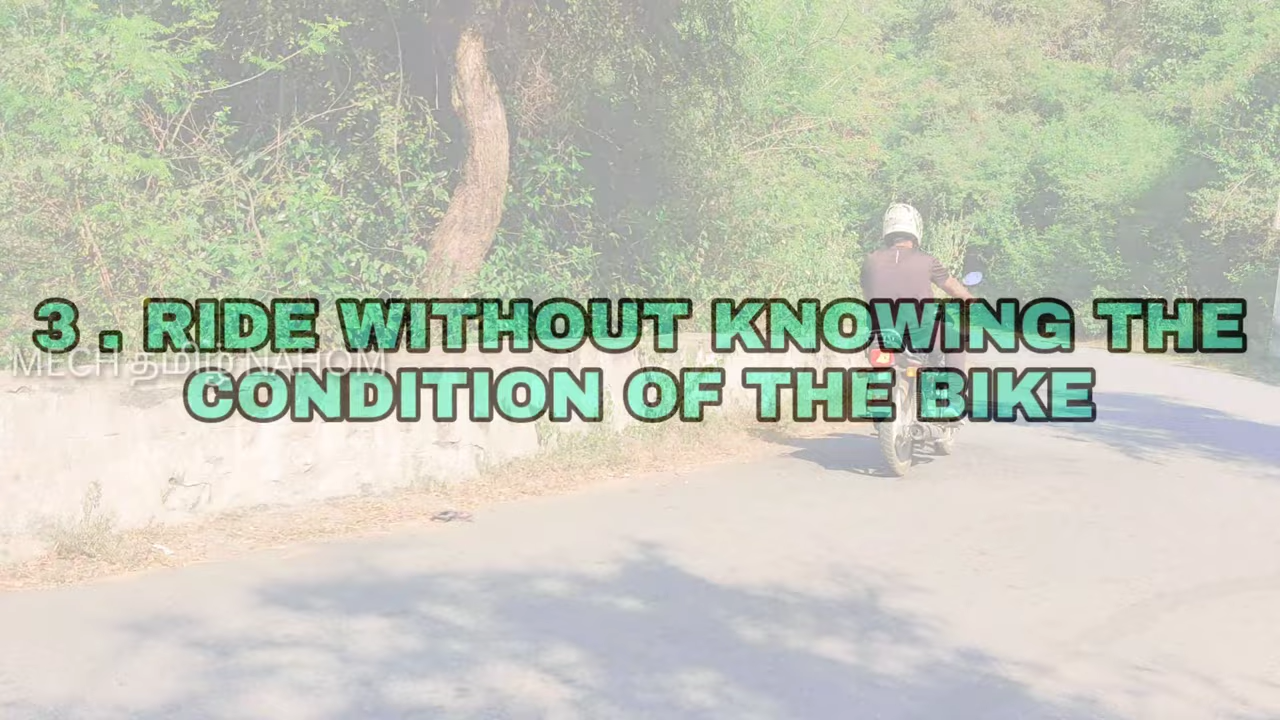 3 . RIDE WITHOUT KNOWING THE
CONDITION OF THE BIKE
MECH தமிழ் NAHOM